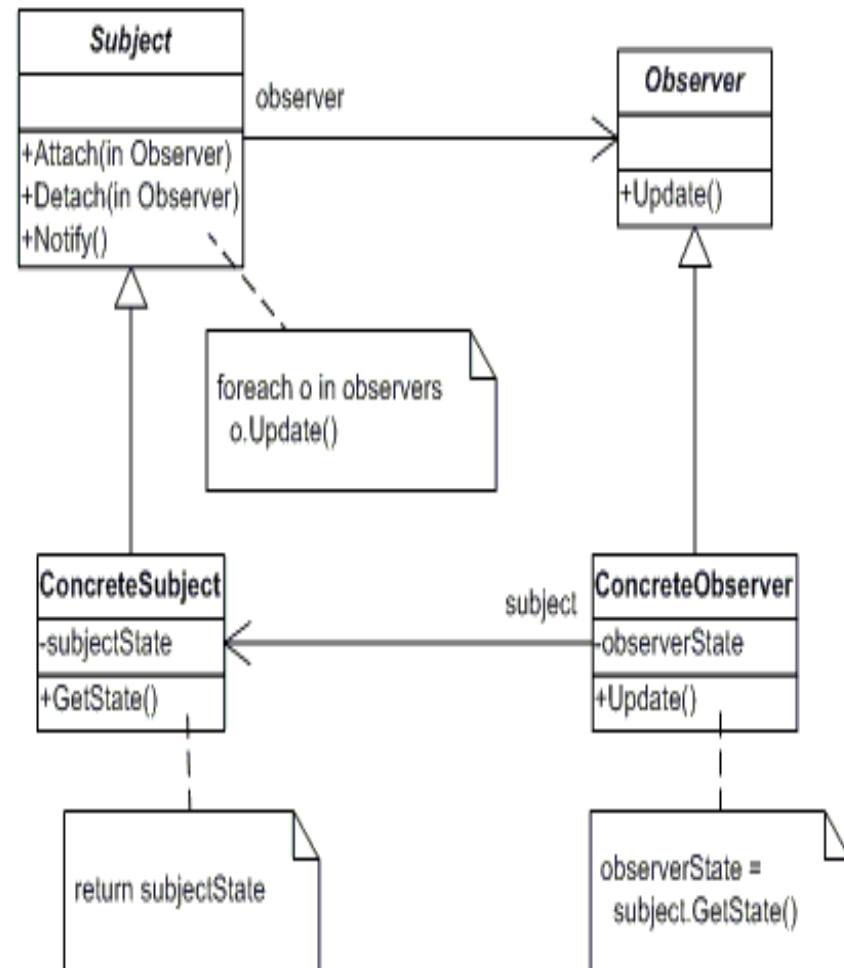 Subject
+Attach(in Observer)
+Detach(in Observer)
+Notify()
observer
Observer
+Update()
foreach o in observers
o.Update()
ConcreteSubject
-subjectState
+GetState()
subject
ConcreteObserver
-observerState
+Update()
return subjectState
observerState =
subject.GetState()